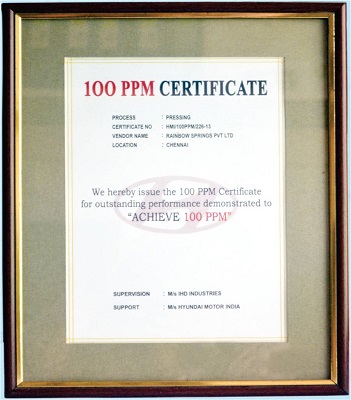 100 PPM CERTIFICATE
PROCESS : PRESSING
CERTIFICATE NO : HMI/100PPM/226-13
VENDOR NAME : RAINBOW SPRINGS PVT LTD
LOCATION : CHENNAI
We hereby issue the 100 PPM Certificate
for outstanding performance demonstrated to
"ACHIEVE 100 PPM"
SUPERVISION : M/s IHD INDUSTRIES
SUPPORT : M/s HYUNDAI MOTOR INDIA